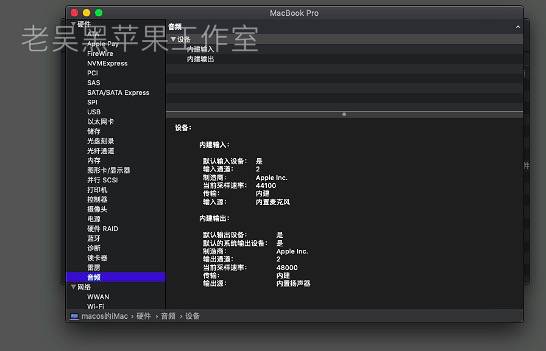 MacBook Pro
老吴黑苹果工作室
硬件
ATA
Apple Pay
FireWire
NVMExpress
PCI
SAS
SATA/SATA Express
SPI
USB
以太网卡
储存
光盘刻录
光纤通道
内存
图形卡/显示器
并行 SCSI
打印机
控制器
摄像头
电源
硬件 RAID
蓝牙
诊断
读卡器
雷雳
音频
网络
WWAN
Wi-Fi
音频
设备
内建输入
内建输出
设备：
内建输入：
默认输入设备： 是
输入通道： 2
制造商： Apple Inc.
当前采样速率： 44100
传输： 内建
输入源： 内置麦克风
内建输出：
默认输出设备： 是
默认的系统输出设备： 是
制造商： Apple Inc.
输出通道： 2
当前采样速率： 48000
传输： 内建
输出源： 内置扬声器
macos的iMac › 硬件 › 音频 › 设备